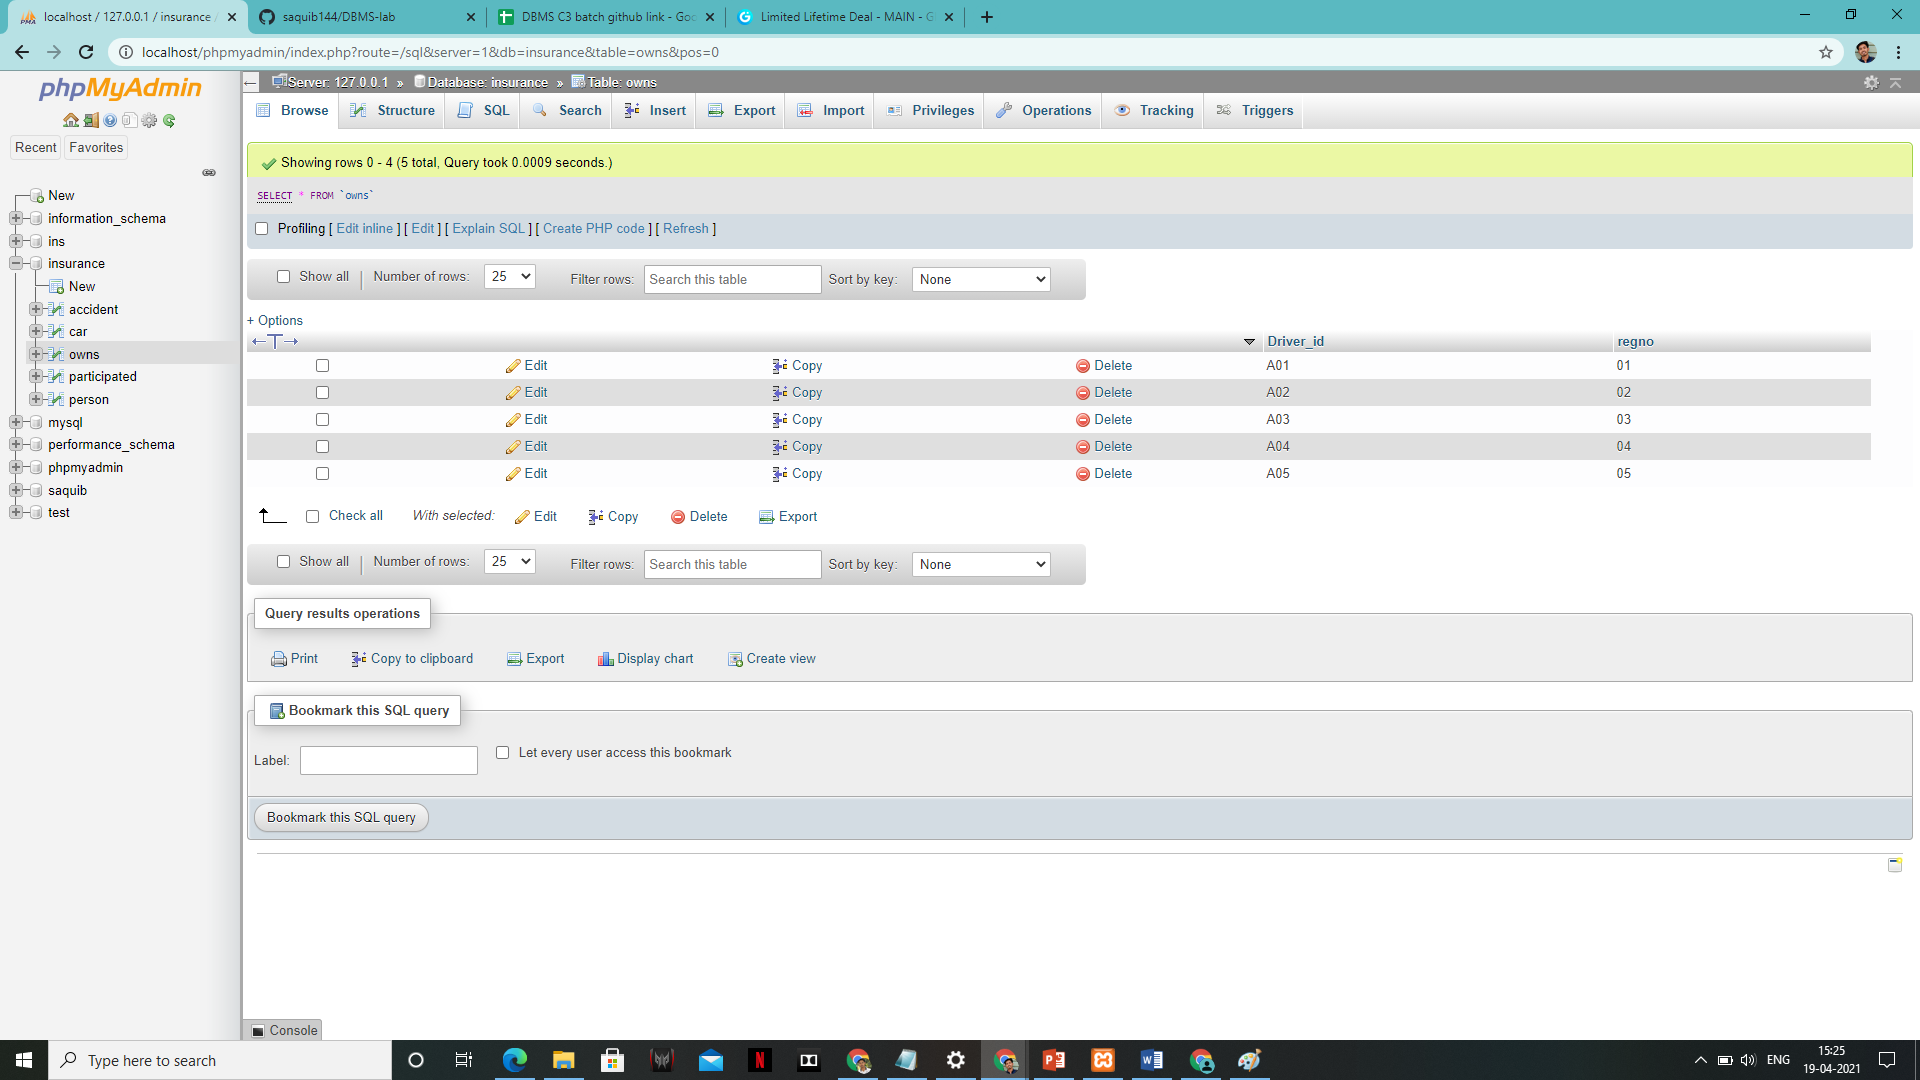 localhost / 127.0.0.1 / insurance /
saquib144/DBMS-lab
DBMS C3 batch github link - Goo
Limited Lifetime Deal - MAIN - G
localhost/phpmyadmin/index.php?route=/sql&server=1&db=insurance&table=owns&pos=0
phpMyAdmin
Recent
Favorites
New
information_schema
ins
insurance
New
accident
car
owns
participated
person
mysql
performance_schema
phpmyadmin
saquib
test
Server: 127.0.0.1 » Database: insurance » Table: owns
Browse
Structure
SQL
Search
Insert
Export
Import
Privileges
Operations
Tracking
Triggers
Showing rows 0 - 4 (5 total, Query took 0.0009 seconds.)
SELECT * FROM `owns`
Profiling [ Edit inline ] [ Edit ] [ Explain SQL ] [ Create PHP code ] [ Refresh ]
Show all | Number of rows: 25 Filter rows: Search this table Sort by key: None
+ Options
←T→ Driver_id regno
Edit Copy Delete A01 01
Edit Copy Delete A02 02
Edit Copy Delete A03 03
Edit Copy Delete A04 04
Edit Copy Delete A05 05
Check all With selected: Edit Copy Delete Export
Show all | Number of rows: 25 Filter rows: Search this table Sort by key: None
Query results operations
Print Copy to clipboard Export Display chart Create view
Bookmark this SQL query
Label: Let every user access this bookmark
Bookmark this SQL query
Console
Type here to search
ENG
15:25
19-04-2021